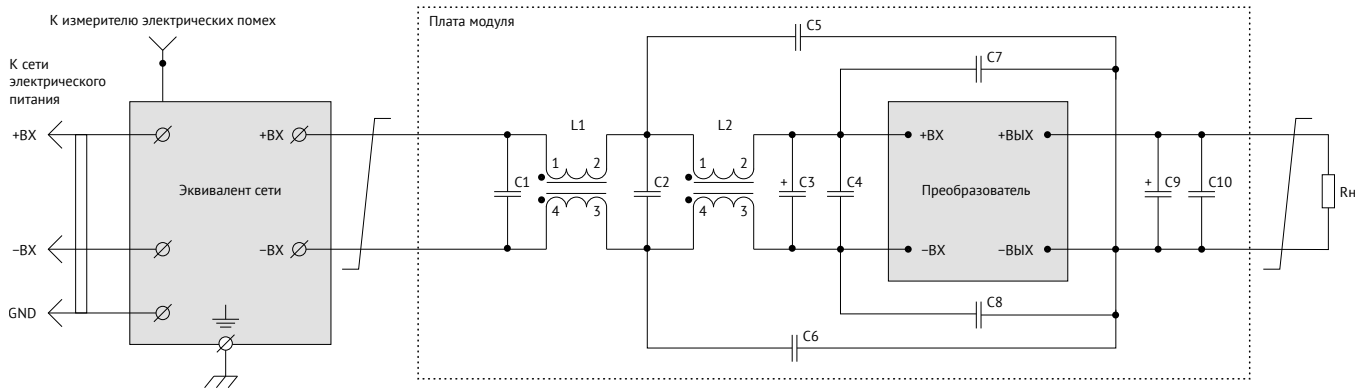 К измерителю электрических помех
Плата модуля
C5
К сети
электрического
питания
C7
+ВХ
+ВХ
L1
L2
+ВХ
+ВЫХ
1
2
1
2
Эквивалент сети
C1
C2
+
C3
C4
Преобразователь
+
C9
C10
Rн
4
3
4
3
−ВХ
−ВХ
−ВХ
−ВЫХ
GND
C8
C6